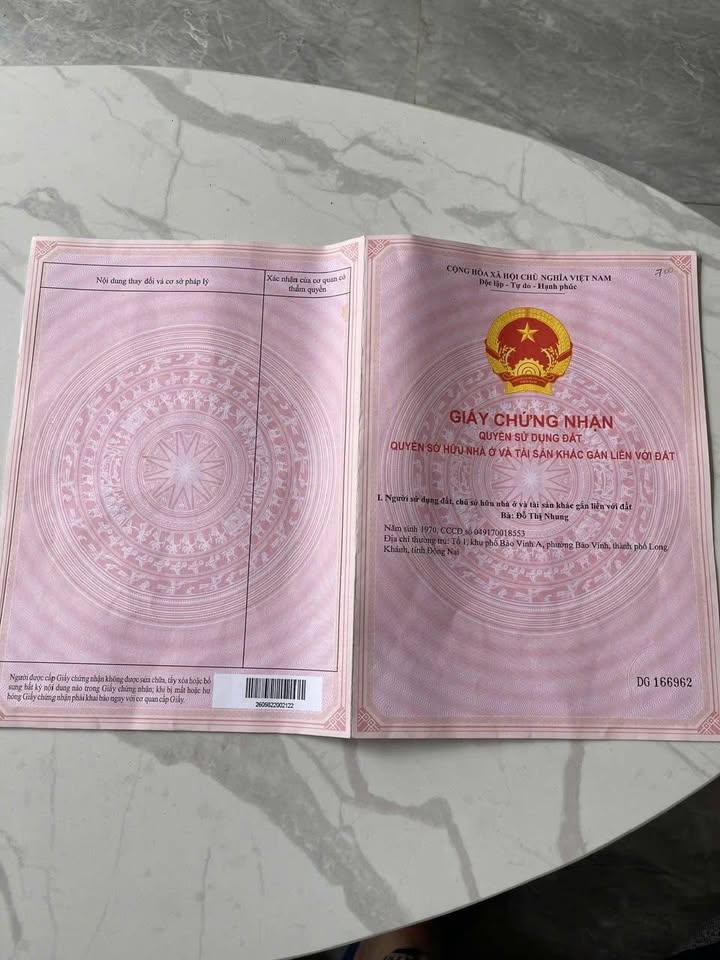 Nội dung thay đổi và cơ sở pháp lý
Xác nhận của cơ quan có
thẩm quyền
Người được cấp Giấy chứng nhận không được sửa chữa, tẩy xóa hoặc bổ
sung bất kỳ nội dung nào trong Giấy chứng nhận; khi bị mất hoặc hư
hỏng Giấy chứng nhận phải khai báo ngay với cơ quan cấp Giấy.
2609822002122
CỘNG HÒA XÃ HỘI CHỦ NGHĨA VIỆT NAM
Độc lập - Tự do - Hạnh phúc
700
GIẤY CHỨNG NHẬN
QUYỀN SỬ DỤNG ĐẤT
QUYỀN SỞ HỮU NHÀ Ở VÀ TÀI SẢN KHÁC GẮN LIỀN VỚI ĐẤT
I. Người sử dụng đất, chủ sở hữu nhà ở và tài sản khác gắn liền với đất
Bà: Đỗ Thị Nhung
Năm sinh 1970, CCCD số 049170018553
Địa chỉ thường trú: Tổ 1, khu phố Bảo Vinh A, phường Bảo Vinh, thành phố Long
Khánh, tỉnh Đồng Nai
DG 166962